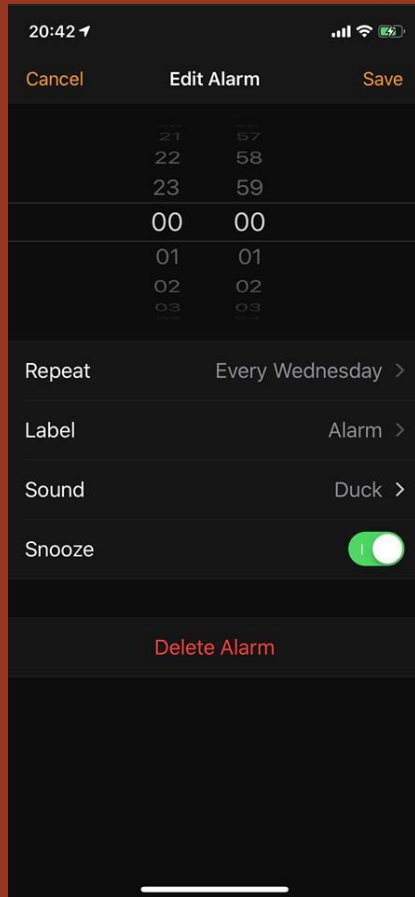 20:42
Cancel Edit Alarm Save
21 57
22 58
23 59
00 00
01 01
02 02
03 03
Repeat Every Wednesday >
Label Alarm >
Sound Duck >
Snooze
Delete Alarm